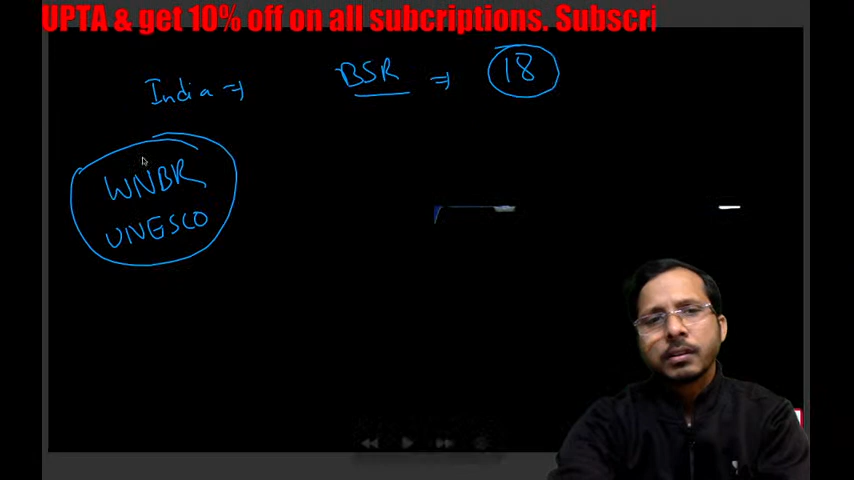 UPTA & get 10% off on all subcriptions. Subscri
India ⇒ BSR ⇒ 18
WNBR
UNESCO